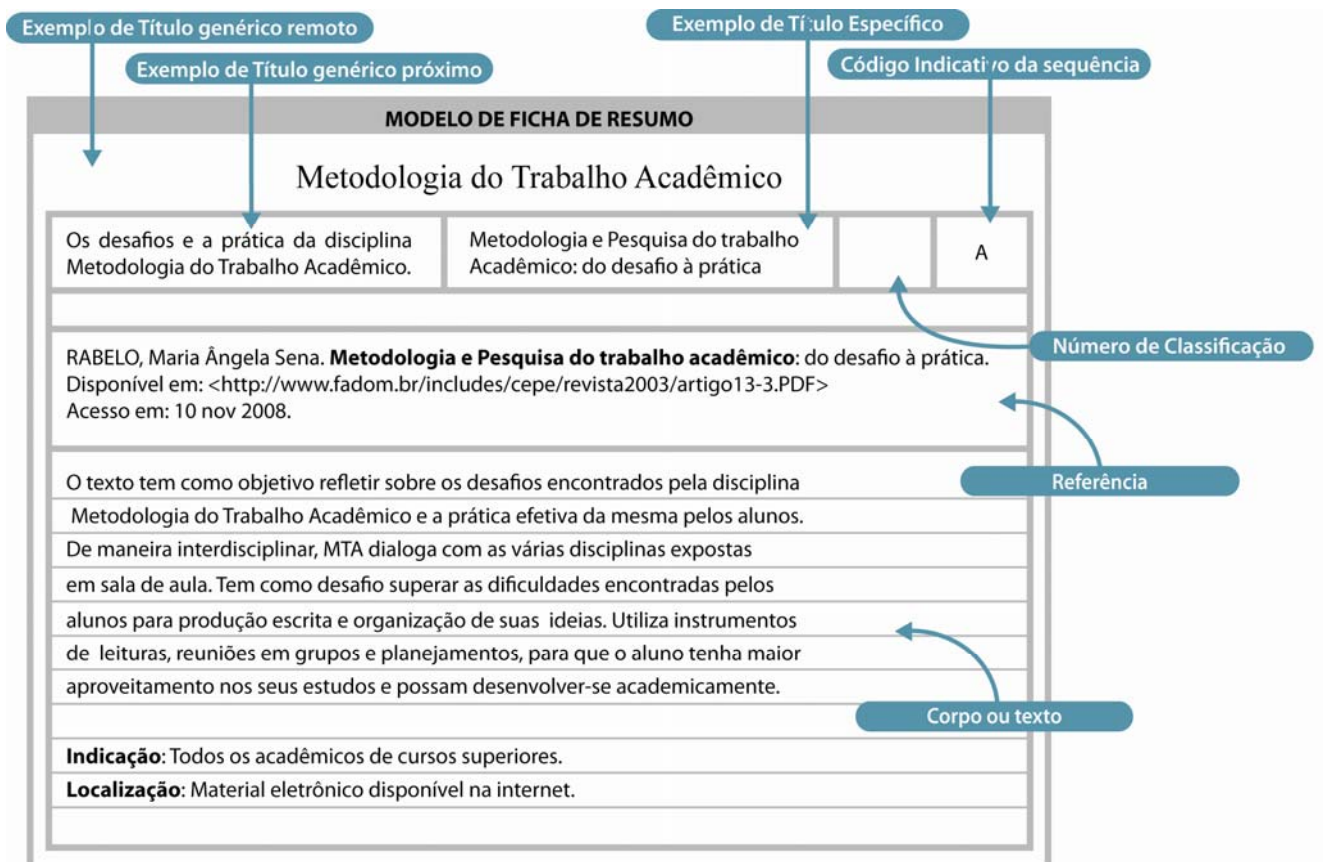 Exemplo de Título genérico remoto
Exemplo de Título Específico
Exemplo de Título genérico próximo
Código Indicativo da sequência
MODELO DE FICHA DE RESUMO
Metodologia do Trabalho Acadêmico
Os desafios e a prática da disciplina
Metodologia do Trabalho Acadêmico.
Metodologia e Pesquisa do trabalho
Acadêmico: do desafio à prática
A
Número de Classificação
RABELO, Maria Ângela Sena. Metodologia e Pesquisa do trabalho acadêmico: do desafio à prática.
Disponível em: <http://www.fadom.br/includes/cepe/revista2003/artigo13-3.PDF>
Acesso em: 10 nov 2008.
Referência
O texto tem como objetivo refletir sobre os desafios encontrados pela disciplina
Metodologia do Trabalho Acadêmico e a prática efetiva da mesma pelos alunos.
De maneira interdisciplinar, MTA dialoga com as várias disciplinas expostas
em sala de aula. Tem como desafio superar as dificuldades encontradas pelos
alunos para produção escrita e organização de suas ideias. Utiliza instrumentos
de leituras, reuniões em grupos e planejamentos, para que o aluno tenha maior
aproveitamento nos seus estudos e possam desenvolver-se academicamente.
Corpo ou texto
Indicação: Todos os acadêmicos de cursos superiores.
Localização: Material eletrônico disponível na internet.